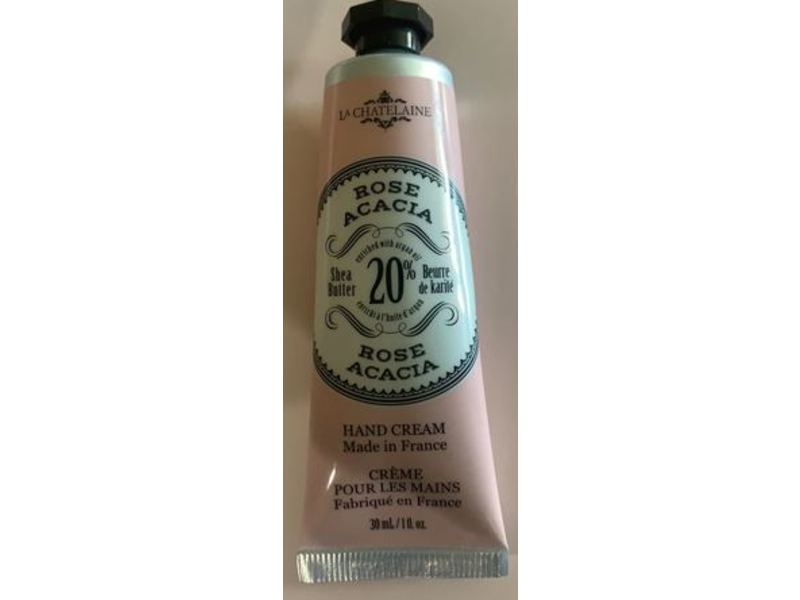 LA CHATELAINE
ROSE
ACACIA
enriched with argan oil
Shea
Butter
20%
Beurre
de karité
enrichi à l'huile d'argan
ROSE
ACACIA
HAND CREAM
Made in France
CRÈME
POUR LES MAINS
Fabriqué en France
30 mL / 1 fl. oz.